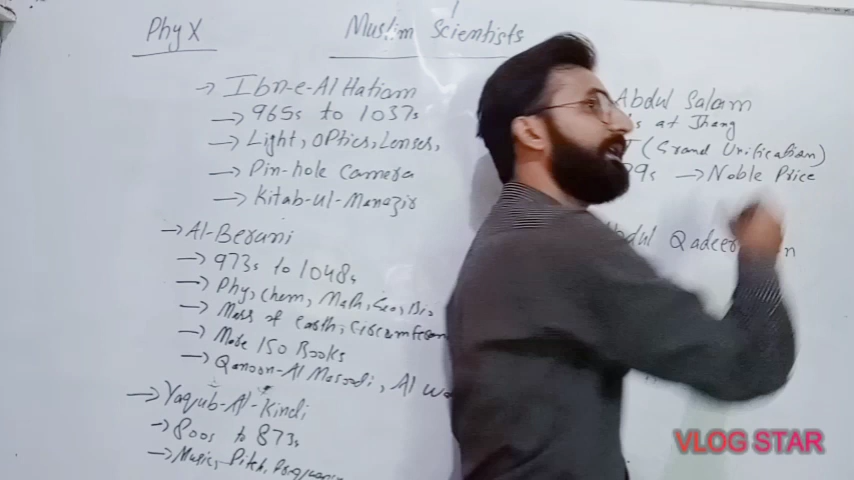 Phy X
Muslim Scientists
→ Ibn-e-Al Hatiam
→ 965s to 1037s
→ Light, Optics, Lenses,
→ Pin-hole Camera
→ Kitab-ul-Manazir
→ Al-Beruni
→ 973s to 1048s
→ Phy, Chem, Math, Geo, Bio
→ Mass of Earth,
→ More 150 Books
→ Qanoon-Al Masoodi, Al
→ Yaqub-Al-Kindi
→ 800s to 873s
→ Music, Pitch,
Abdul Salam
s at Jhang
(Grand Unification)
79s → Noble Price
Abdul Qadeer
n
VLOG STAR